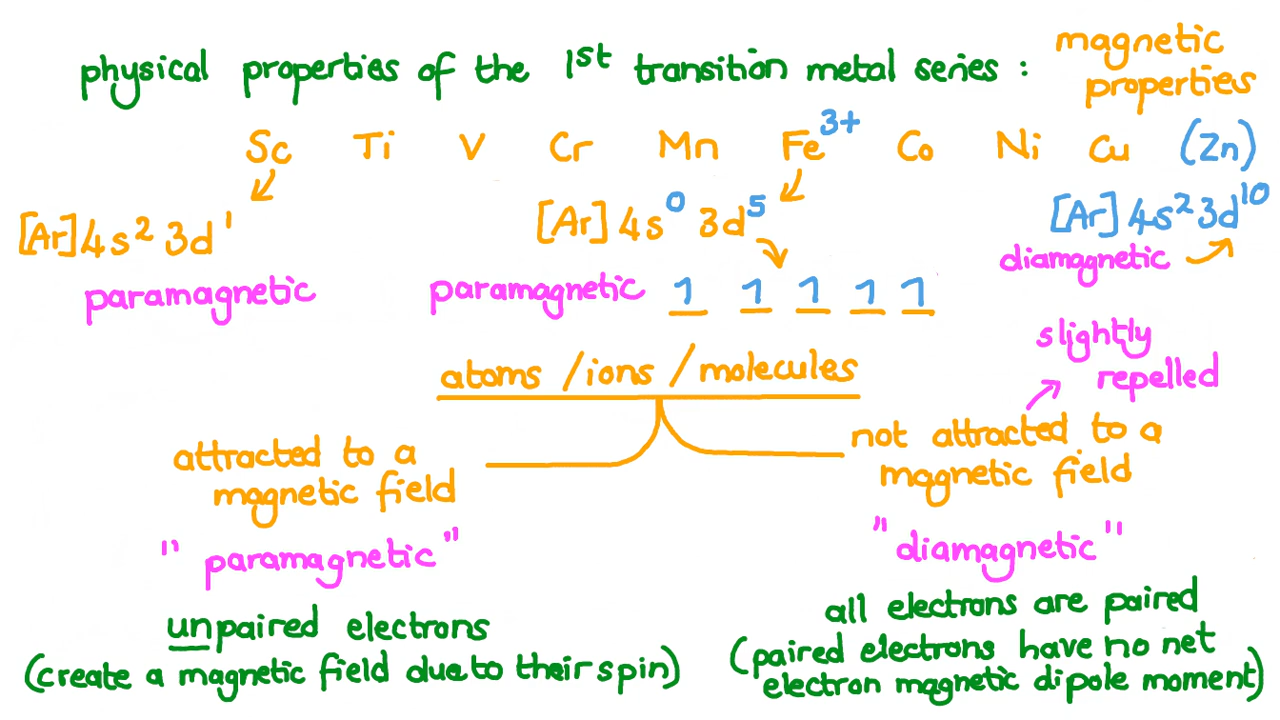 physical properties of the 1st transition metal series : magnetic properties
Sc Ti V Cr Mn Fe³⁺ Co Ni Cu (Zn)
[Ar]4s² 3d¹ [Ar] 4s⁰ 3d⁵ [Ar] 4s² 3d¹⁰
paramagnetic paramagnetic 1 1 1 1 1 diamagnetic
slightly
repelled
atoms / ions / molecules
attracted to a
magnetic field
not attracted to a
magnetic field
"paramagnetic"
"diamagnetic"
unpaired electrons
(create a magnetic field due to their spin)
all electrons are paired
(paired electrons have no net
electron magnetic dipole moment)